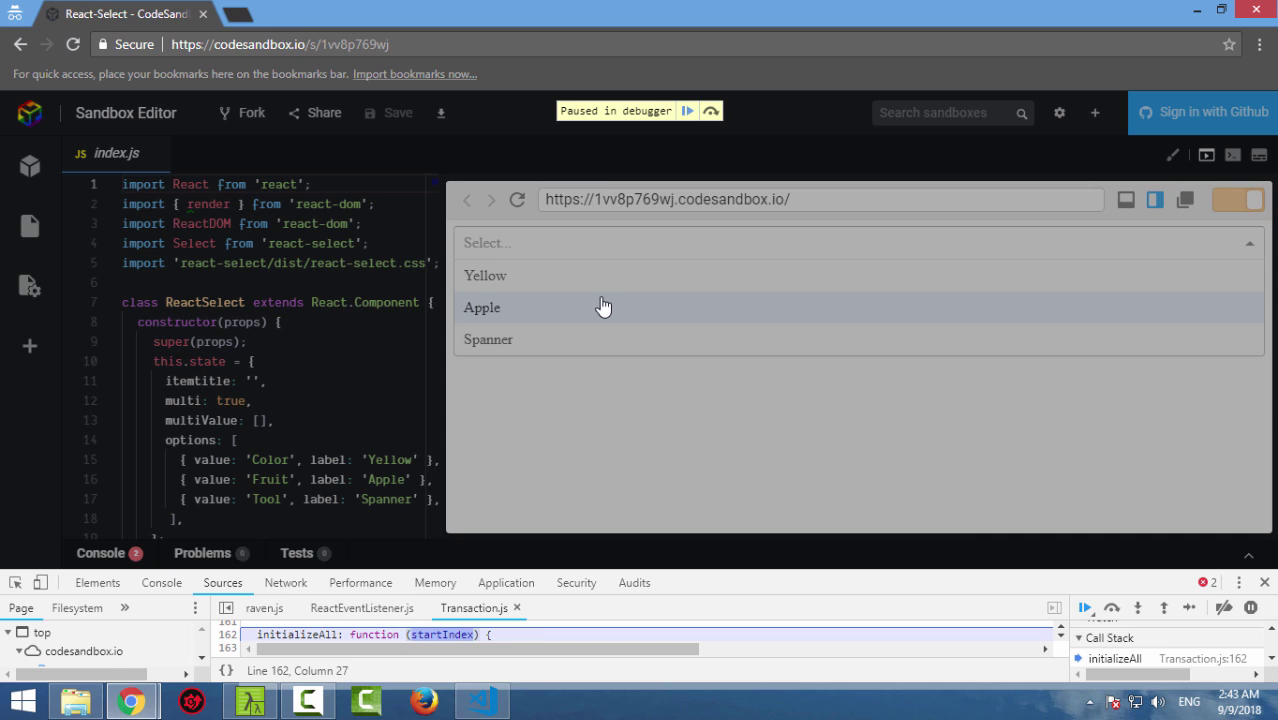 React-Select - CodeSand
Secure https://codesandbox.io/s/1vv8p769wj
For quick access, place your bookmarks here on the bookmarks bar. Import bookmarks now...
Sandbox Editor Fork Share Save Paused in debugger Search sandboxes Sign in with Github
JS index.js
1 import React from 'react';
2 import { render } from 'react-dom';
3 import ReactDOM from 'react-dom';
4 import Select from 'react-select';
5 import 'react-select/dist/react-select.css';
6
7 class ReactSelect extends React.Component {
8 constructor(props) {
9 super(props);
10 this.state = {
11 itemtitle: '',
12 multi: true,
13 multiValue: [],
14 options: [
15 { value: 'Color', label: 'Yellow' },
16 { value: 'Fruit', label: 'Apple' },
17 { value: 'Tool', label: 'Spanner' },
18 ],
19 };
https://1vv8p769wj.codesandbox.io/
Select...
Yellow
Apple
Spanner
Console 2 Problems 0 Tests 0
Elements Console Sources Network Performance Memory Application Security Audits 2
Page Filesystem » raven.js ReactEventListener.js Transaction.js ×
top
codesandbox.io
161
162 initializeAll: function (startIndex) {
163
{} Line 162, Column 27
Call Stack
initializeAll Transaction.js:162
ENG
2:43 AM
9/9/2018